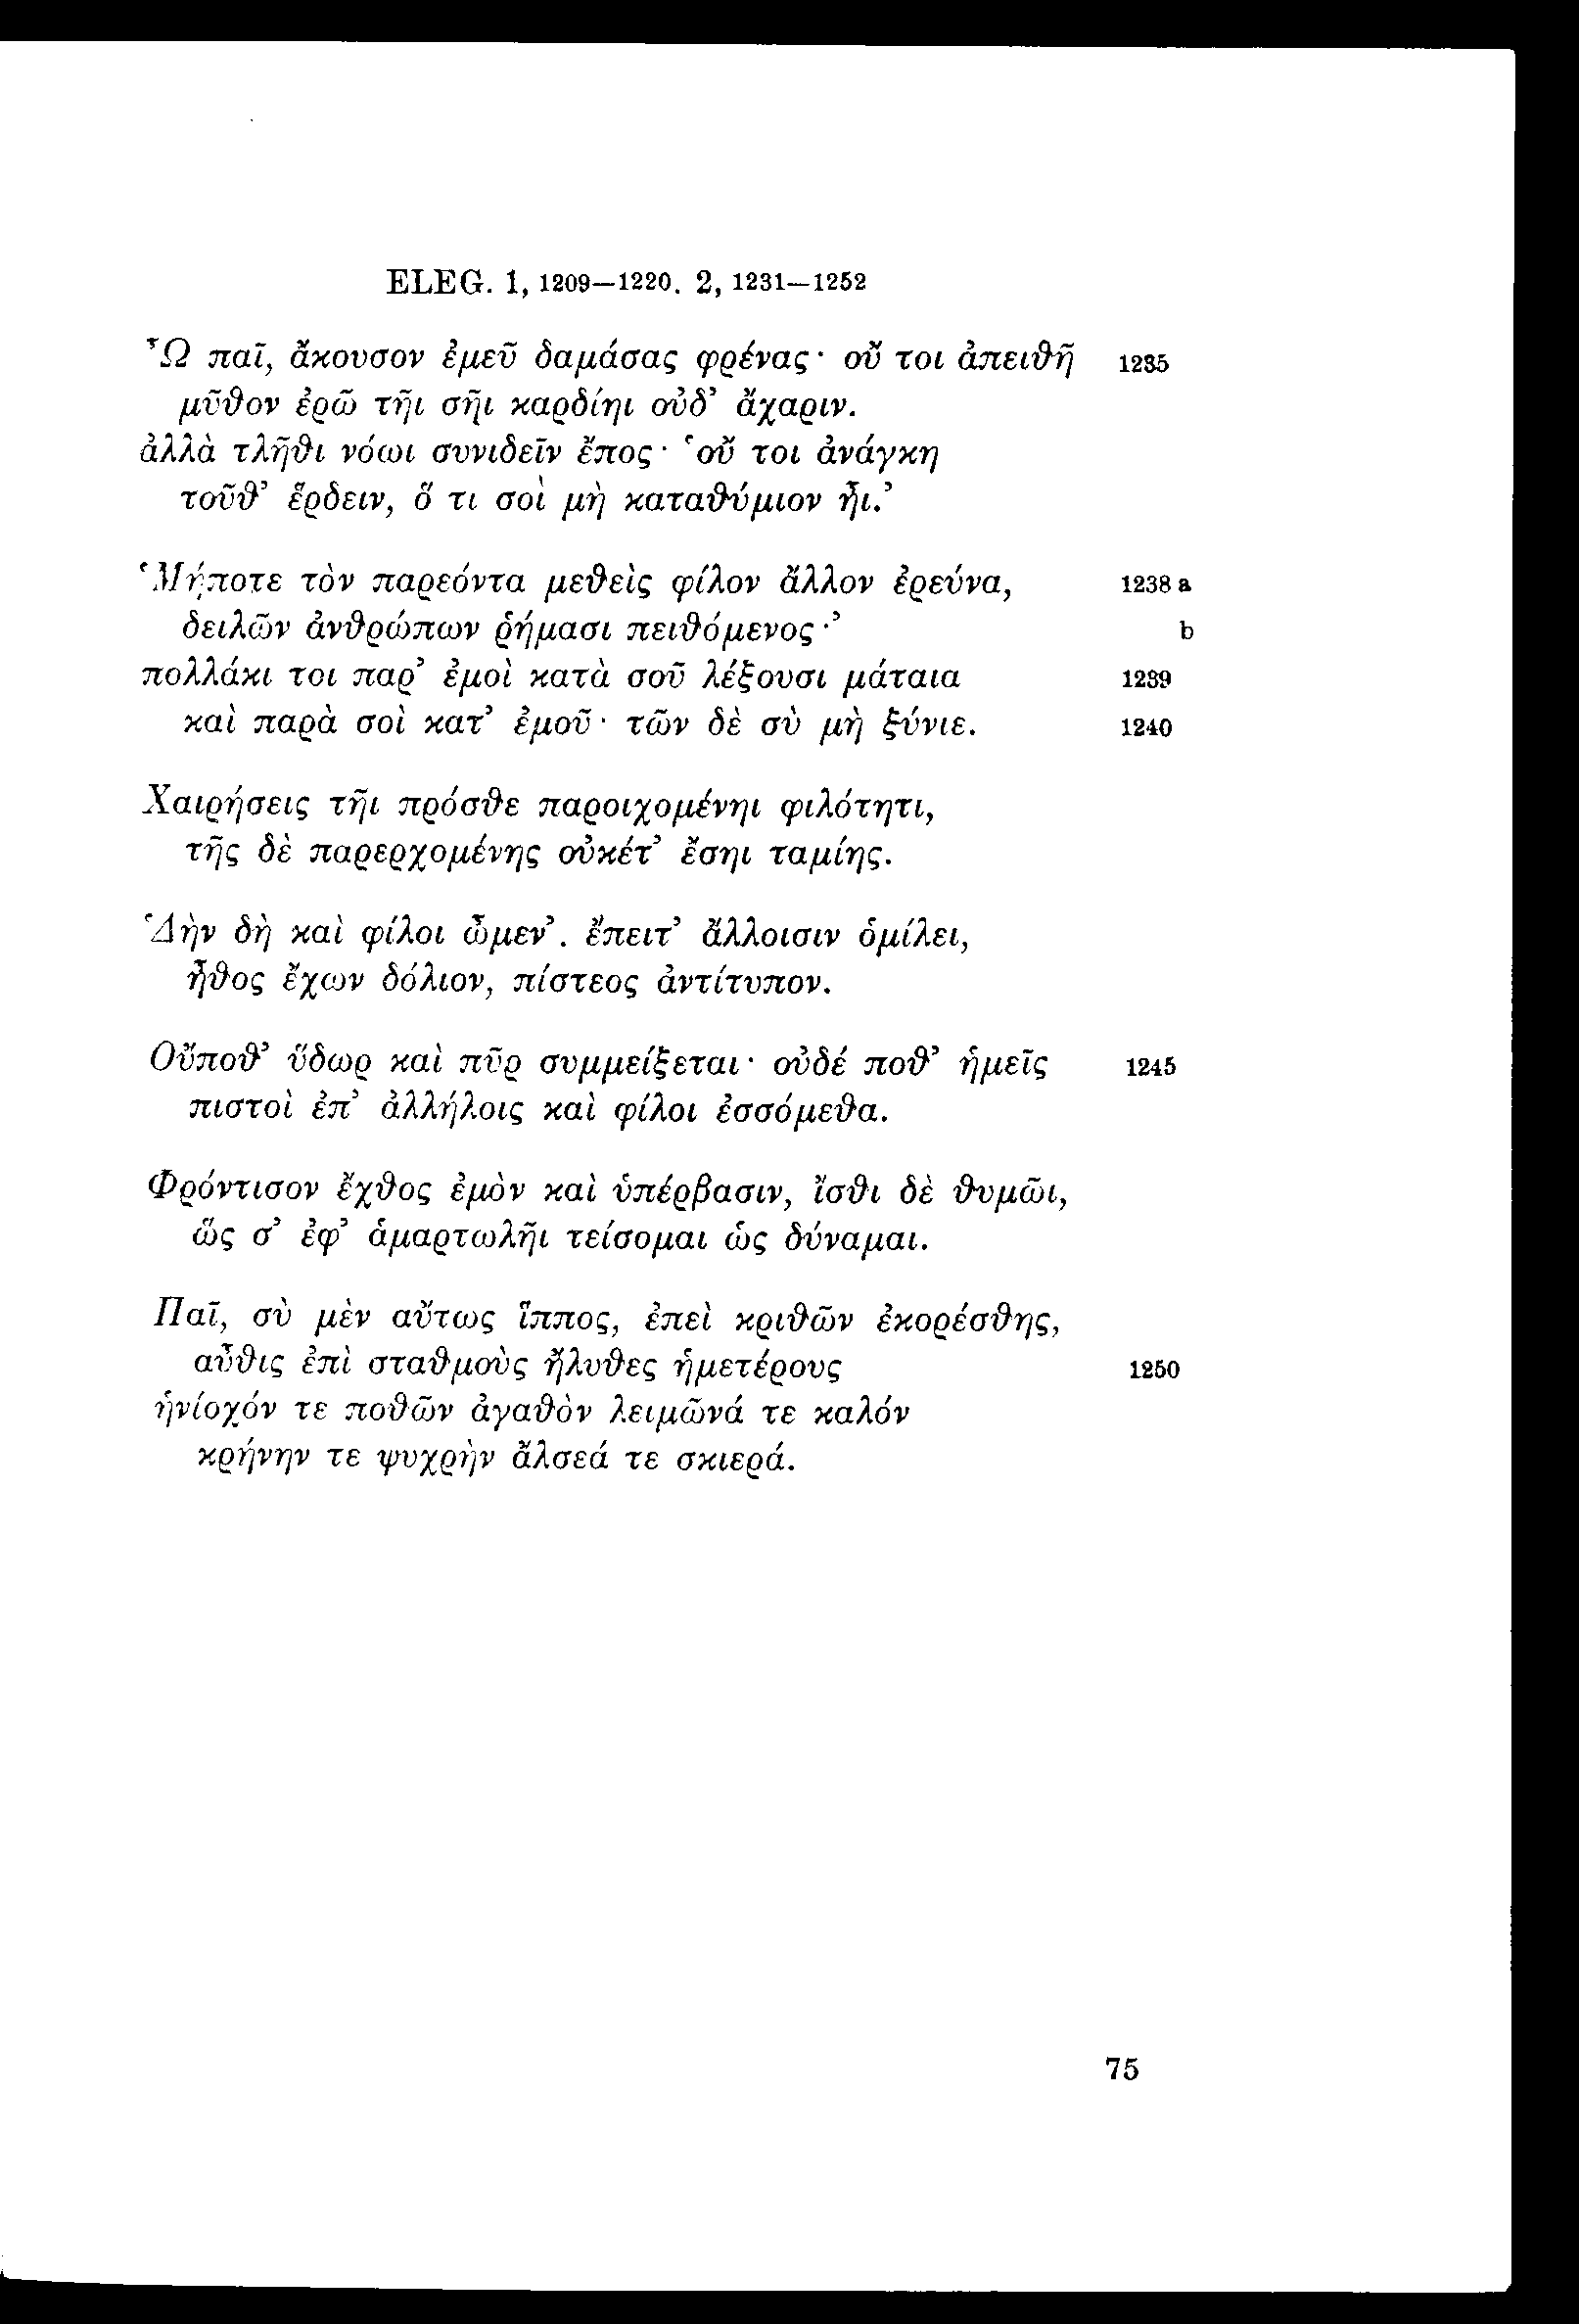 ELEG. 1, 1209–1220. 2, 1231–1252
Ὦ παῖ, ἄκουσον ἐμεῦ δαμάσας φρένας· οὔ τοι ἀπειθῆ 1235
μῦθον ἐρῶ τῆι σῆι καρδίηι οὐδ’ ἄχαριν.
ἀλλὰ τλῆθι νόωι συνιδεῖν ἔπος· ‘οὔ τοι ἀνάγκη
τοῦθ’ ἔρδειν, ὅ τι σοὶ μὴ καταθύμιον ἦι.’
‘Μήποτε τὸν παρεόντα μεθεὶς φίλον ἄλλον ἐρεύνα, 1238 a
δειλῶν ἀνθρώπων ῥήμασι πειθόμενος·’ b
πολλάκι τοι παρ’ ἐμοὶ κατὰ σοῦ λέξουσι μάταια 1239
καὶ παρὰ σοὶ κατ’ ἐμοῦ· τῶν δὲ σὺ μὴ ξύνιε. 1240
Χαιρήσεις τῆι πρόσθε παροιχομένηι φιλότητι,
τῆς δὲ παρερχομένης οὐκέτ’ ἔσηι ταμίης.
‘Δὴν δὴ καὶ φίλοι ὦμεν’. ἔπειτ’ ἄλλοισιν ὁμίλει,
ἦθος ἔχων δόλιον, πίστεος ἀντίτυπον.
Οὔποθ’ ὕδωρ καὶ πῦρ συμμείξεται· οὐδέ ποθ’ ἡμεῖς 1245
πιστοὶ ἐπ’ ἀλλήλοις καὶ φίλοι ἐσσόμεθα.
Φρόντισον ἔχθος ἐμὸν καὶ ὑπέρβασιν, ἴσθι δὲ θυμῶι,
ὥς σ’ ἐφ’ ἁμαρτωλῆι τείσομαι ὡς δύναμαι.
Παῖ, σὺ μὲν αὔτως ἵππος, ἐπεὶ κριθῶν ἐκορέσθης,
αὖθις ἐπὶ σταθμοὺς ἤλυθες ἡμετέρους 1250
ἡνίοχόν τε ποθῶν ἀγαθὸν λειμῶνά τε καλόν
κρήνην τε ψυχρὴν ἄλσεά τε σκιερά.
75